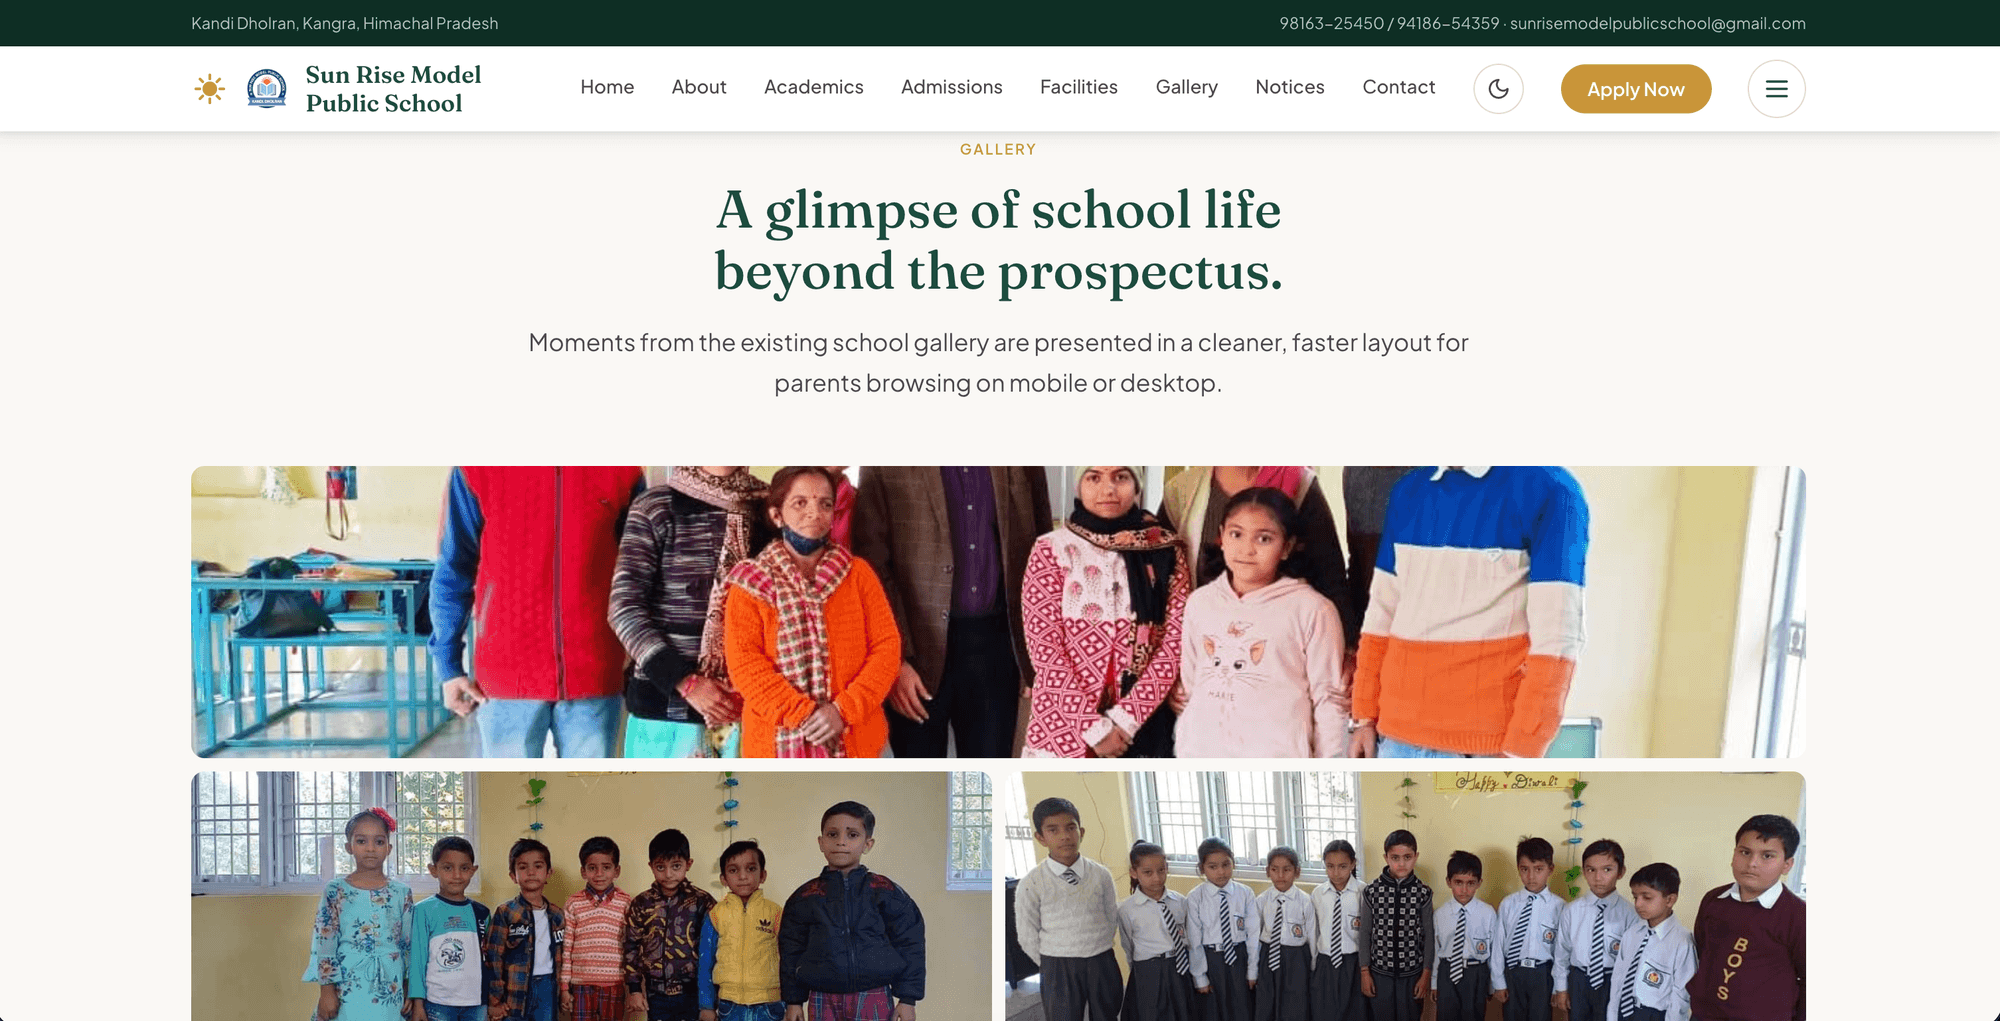 Kandi Dholran, Kangra, Himachal Pradesh
98163-25450 / 94186-54359 · sunrisemodelpublicschool@gmail.com
Sun Rise Model
Public School
Home
About
Academics
Admissions
Facilities
Gallery
Notices
Contact
Apply Now
GALLERY
A glimpse of school life
beyond the prospectus.
Moments from the existing school gallery are presented in a cleaner, faster layout for
parents browsing on mobile or desktop.
MARIE
Happy Diwali
adidas
BOYS